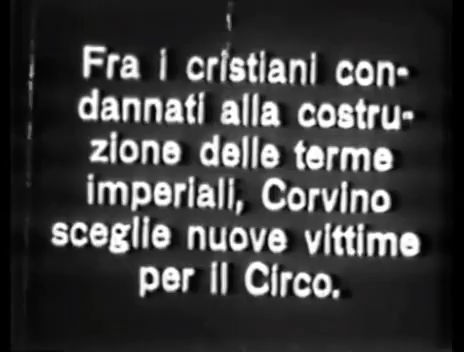 Fra i cristiani con-
dannati alla costru-
zione delle terme
imperiali, Corvino
sceglie nuove vittime
per il Circo.